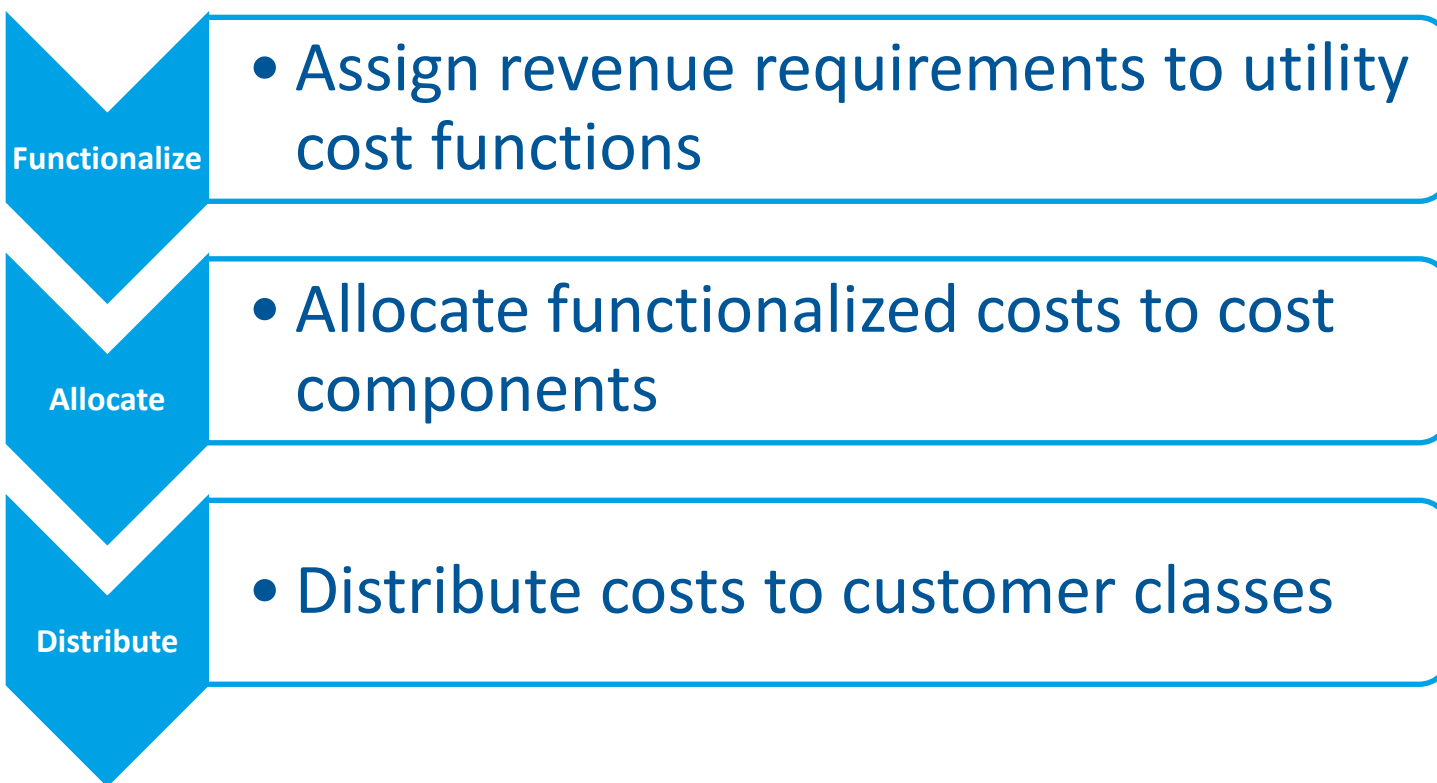 Functionalize
• Assign revenue requirements to utility
cost functions
Allocate
• Allocate functionalized costs to cost
components
Distribute
• Distribute costs to customer classes